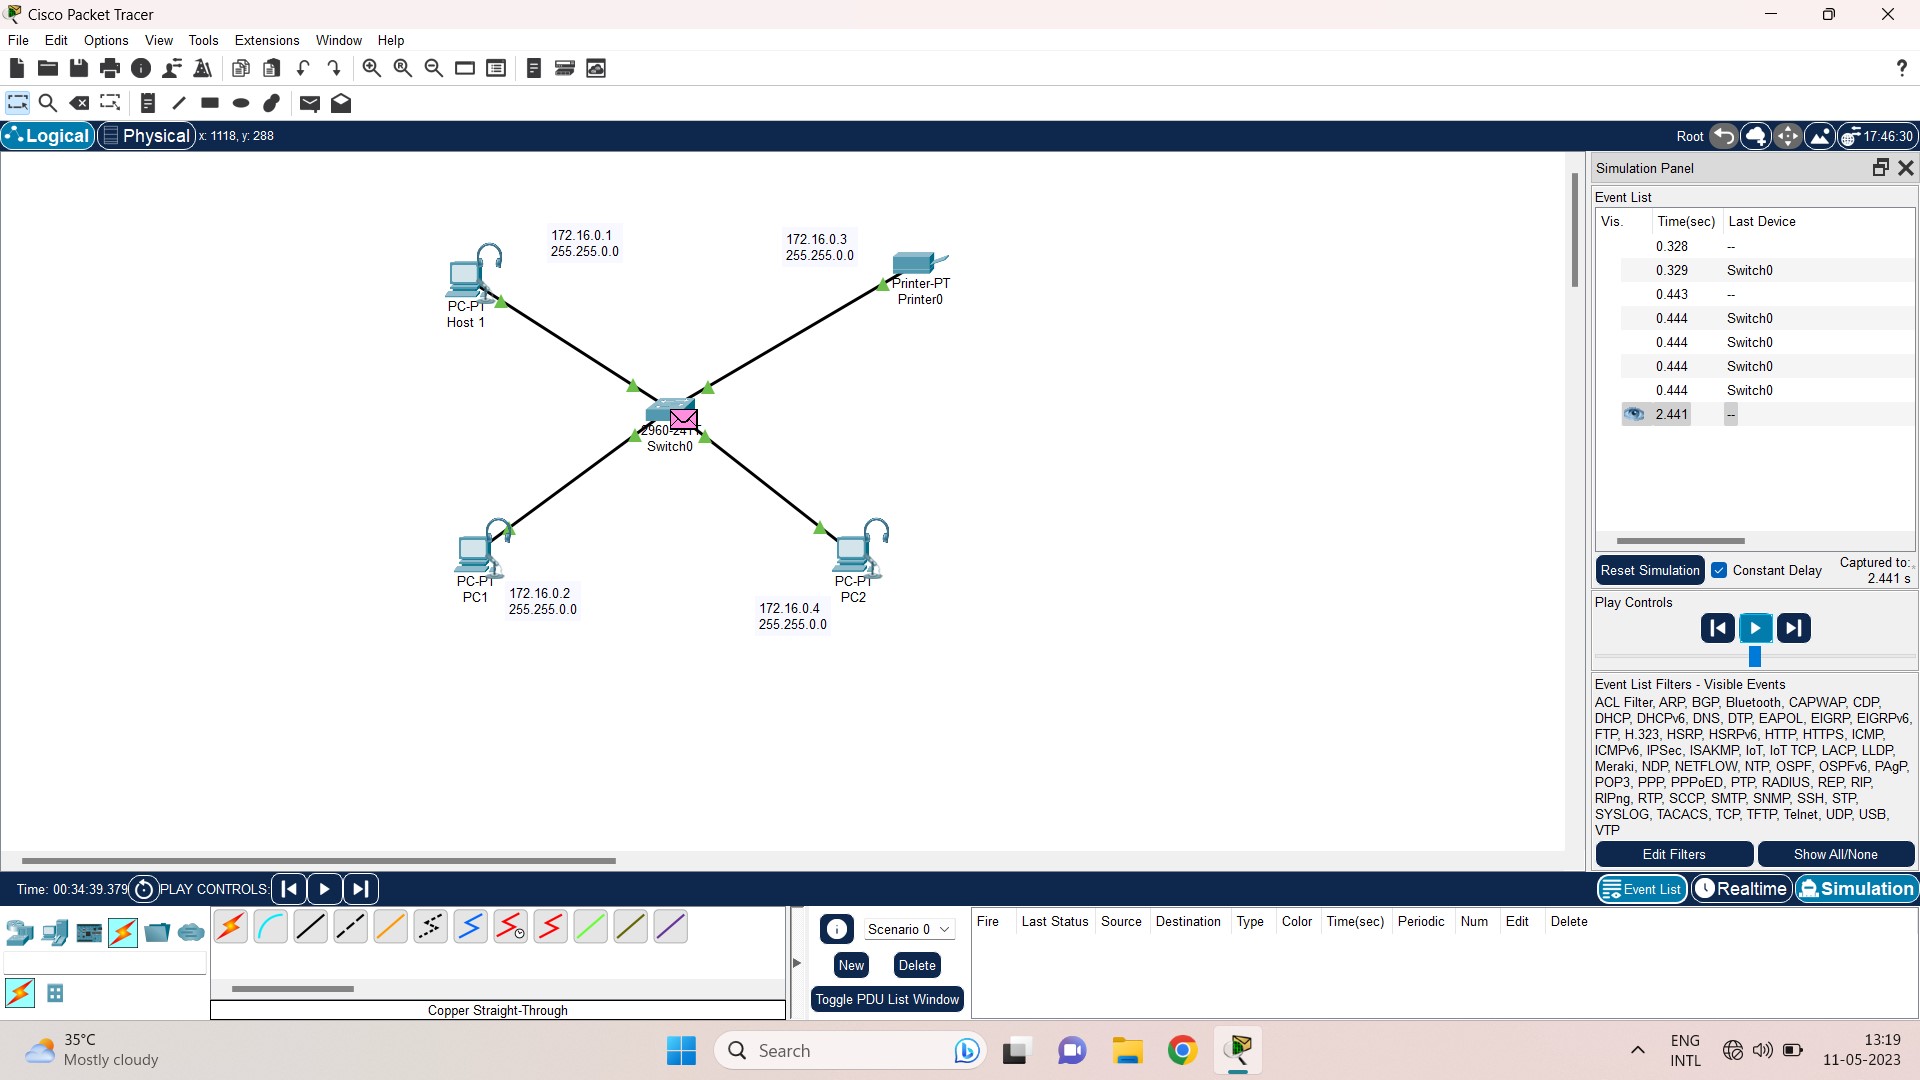 Cisco Packet Tracer
File Edit Options View Tools Extensions Window Help
?
Logical Physical x: 1118, y: 288
Root 17:46:30
Simulation Panel
Event List
Vis. Time(sec) Last Device
0.328 --
0.329 Switch0
0.443 --
0.444 Switch0
0.444 Switch0
0.444 Switch0
0.444 Switch0
2.441 --
172.16.0.1
255.255.0.0
172.16.0.3
255.255.0.0
PC-PT
Host 1
Printer-PT
Printer0
2960-24TT
Switch0
PC-PT
PC1
172.16.0.2
255.255.0.0
PC-PT
PC2
172.16.0.4
255.255.0.0
Reset Simulation Constant Delay Captured to:
2.441 s
Play Controls
Event List Filters - Visible Events
ACL Filter, ARP, BGP, Bluetooth, CAPWAP, CDP,
DHCP, DHCPv6, DNS, DTP, EAPOL, EIGRP, EIGRPv6,
FTP, H.323, HSRP, HSRPv6, HTTP, HTTPS, ICMP,
ICMPv6, IPSec, ISAKMP, IoT, IoT TCP, LACP, LLDP,
Meraki, NDP, NETFLOW, NTP, OSPF, OSPFv6, PAgP,
POP3, PPP, PPPoED, PTP, RADIUS, REP, RIP,
RIPng, RTP, SCCP, SMTP, SNMP, SSH, STP,
SYSLOG, TACACS, TCP, TFTP, Telnet, UDP, USB,
VTP
Edit Filters Show All/None
Time: 00:34:39.379 PLAY CONTROLS:
Event List Realtime Simulation
Scenario 0
New Delete
Toggle PDU List Window
Fire Last Status Source Destination Type Color Time(sec) Periodic Num Edit Delete
Copper Straight-Through
35°C
Mostly cloudy
Search
ENG
INTL
13:19
11-05-2023